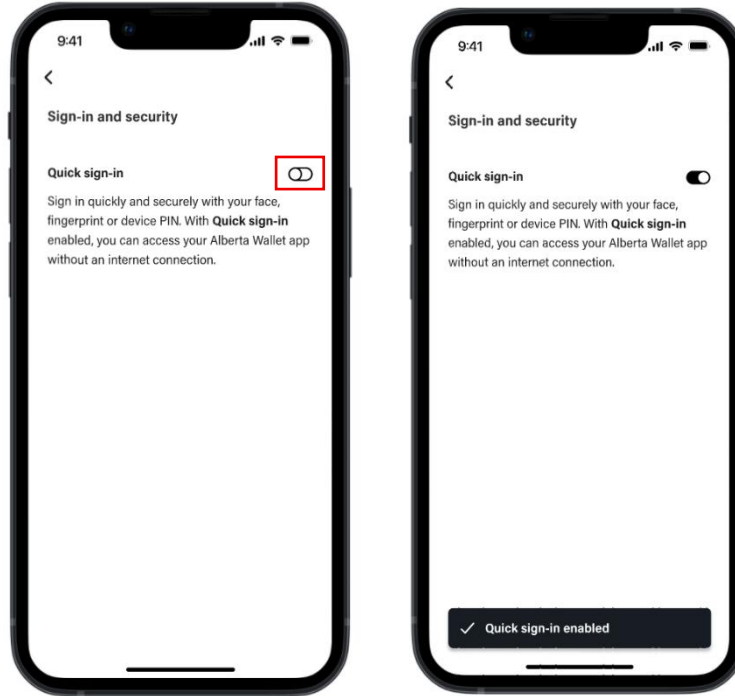 9:41
Sign-in and security
Quick sign-in
Sign in quickly and securely with your face,
fingerprint or device PIN. With Quick sign-in
enabled, you can access your Alberta Wallet app
without an internet connection.
9:41
Sign-in and security
Quick sign-in
Sign in quickly and securely with your face,
fingerprint or device PIN. With Quick sign-in
enabled, you can access your Alberta Wallet app
without an internet connection.
Quick sign-in enabled